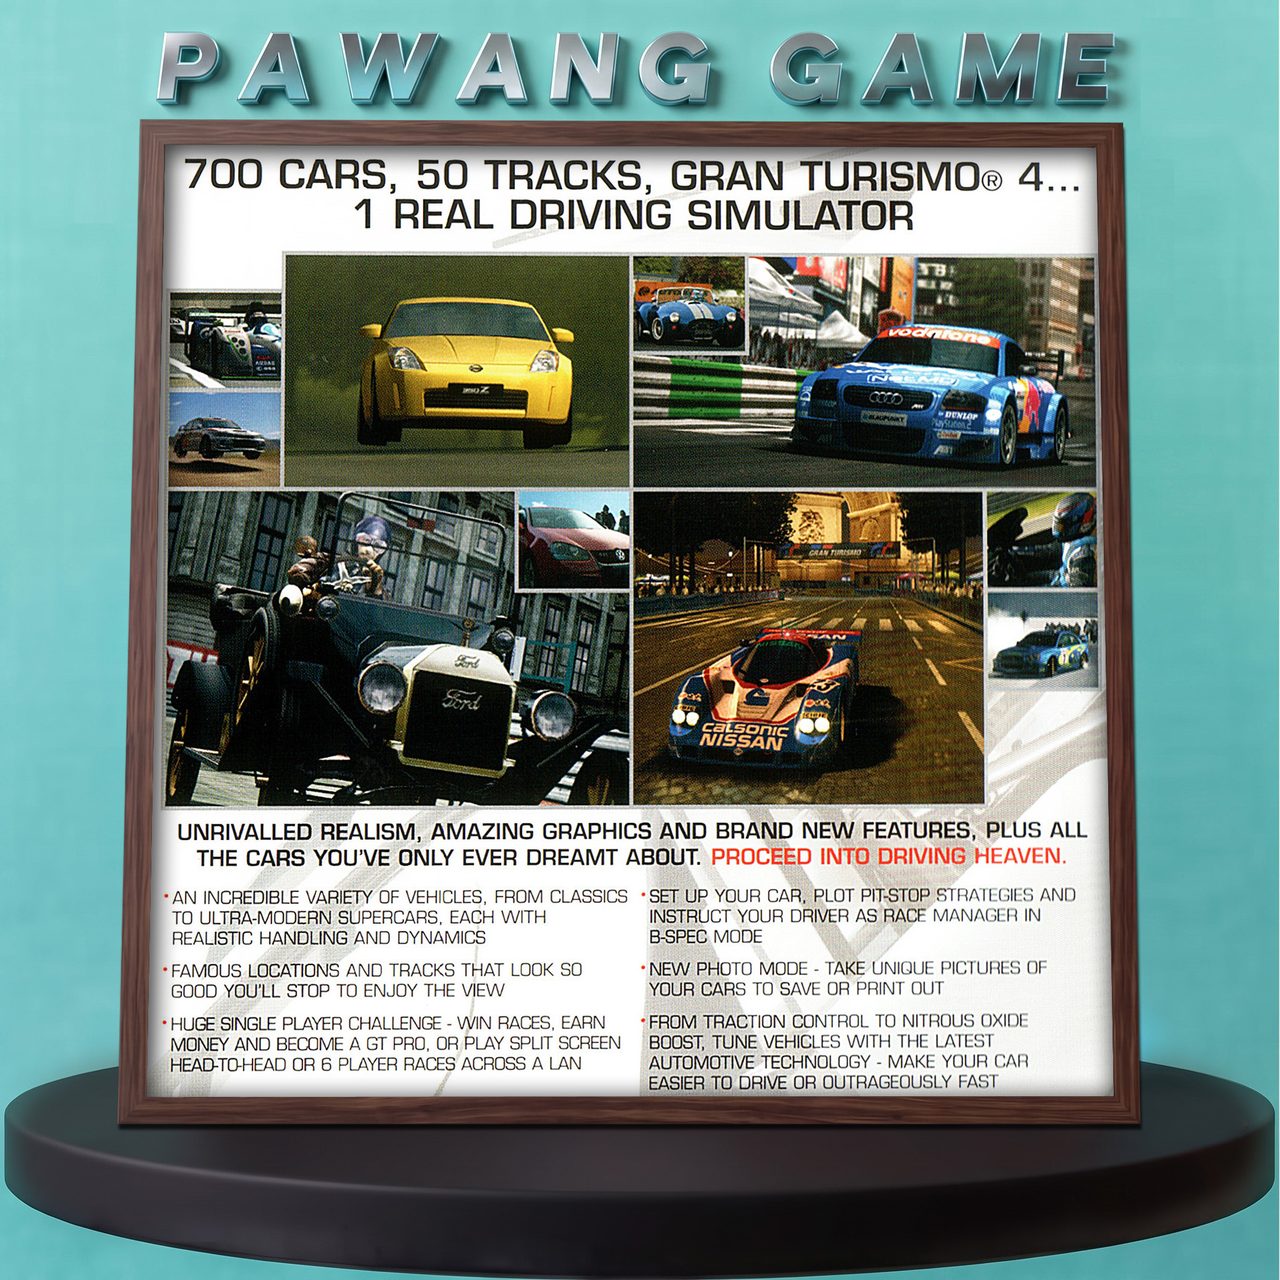 PAWANG GAME
700 CARS, 50 TRACKS, GRAN TURISMO® 4...
1 REAL DRIVING SIMULATOR
350 Z
vodafone
DUNLOP
PlayStation 2
GRAN TURISMO
Ford
Ford
NISSAN
calsonic
NISSAN
UNRIVALLED REALISM, AMAZING GRAPHICS AND BRAND NEW FEATURES, PLUS ALL
THE CARS YOU'VE ONLY EVER DREAMT ABOUT. PROCEED INTO DRIVING HEAVEN.
• AN INCREDIBLE VARIETY OF VEHICLES, FROM CLASSICS
TO ULTRA-MODERN SUPERCARS, EACH WITH
REALISTIC HANDLING AND DYNAMICS
• FAMOUS LOCATIONS AND TRACKS THAT LOOK SO
GOOD YOU'LL STOP TO ENJOY THE VIEW
• HUGE SINGLE PLAYER CHALLENGE - WIN RACES, EARN
MONEY AND BECOME A GT PRO, OR PLAY SPLIT SCREEN
HEAD-TO-HEAD OR 6 PLAYER RACES ACROSS A LAN
• SET UP YOUR CAR, PLOT PIT-STOP STRATEGIES AND
INSTRUCT YOUR DRIVER AS RACE MANAGER IN
B-SPEC MODE
• NEW PHOTO MODE - TAKE UNIQUE PICTURES OF
YOUR CARS TO SAVE OR PRINT OUT
• FROM TRACTION CONTROL TO NITROUS OXIDE
BOOST, TUNE VEHICLES WITH THE LATEST
AUTOMOTIVE TECHNOLOGY - MAKE YOUR CAR
EASIER TO DRIVE OR OUTRAGEOUSLY FAST